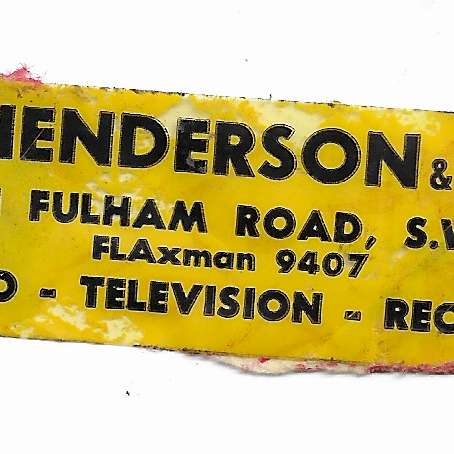 HENDERSON &
FULHAM ROAD, S.W
FLAxman 9407
O - TELEVISION - REC